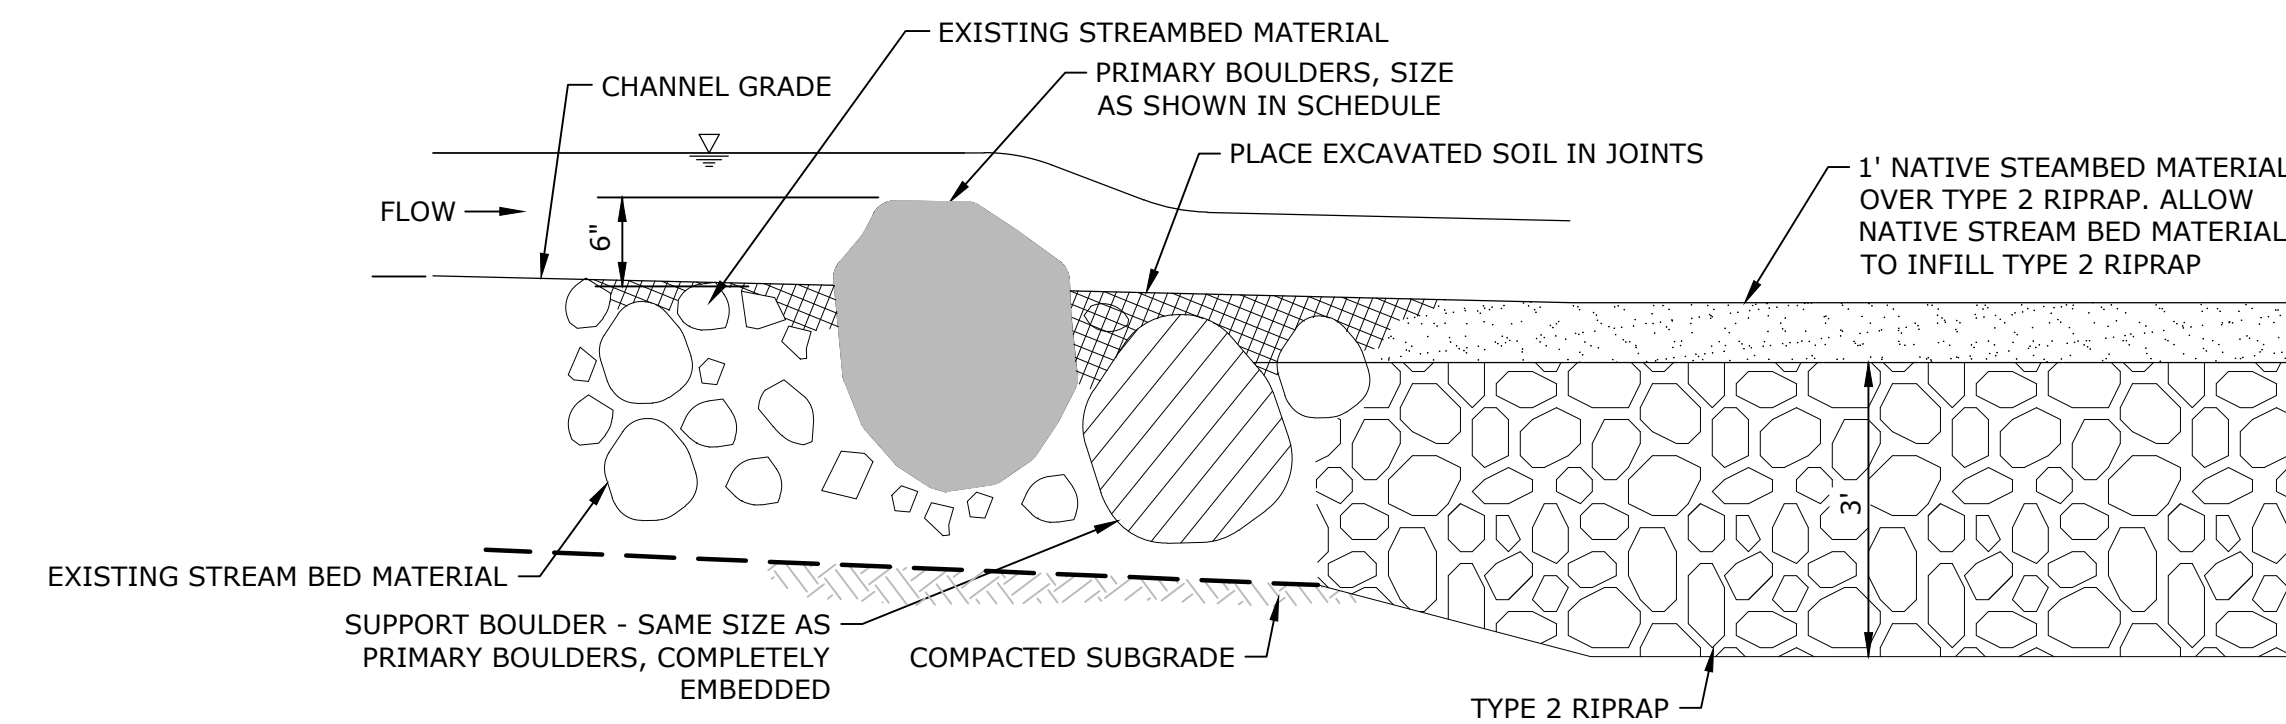 EXISTING STREAMBED MATERIAL
PRIMARY BOULDERS, SIZE
AS SHOWN IN SCHEDULE
CHANNEL GRADE
PLACE EXCAVATED SOIL IN JOINTS
1' NATIVE STEAMBED MATERIAL
OVER TYPE 2 RIPRAP. ALLOW
NATIVE STREAM BED MATERIAL
TO INFILL TYPE 2 RIPRAP
FLOW
6"
3'
EXISTING STREAM BED MATERIAL
SUPPORT BOULDER - SAME SIZE AS
PRIMARY BOULDERS, COMPLETELY
EMBEDDED
COMPACTED SUBGRADE
TYPE 2 RIPRAP